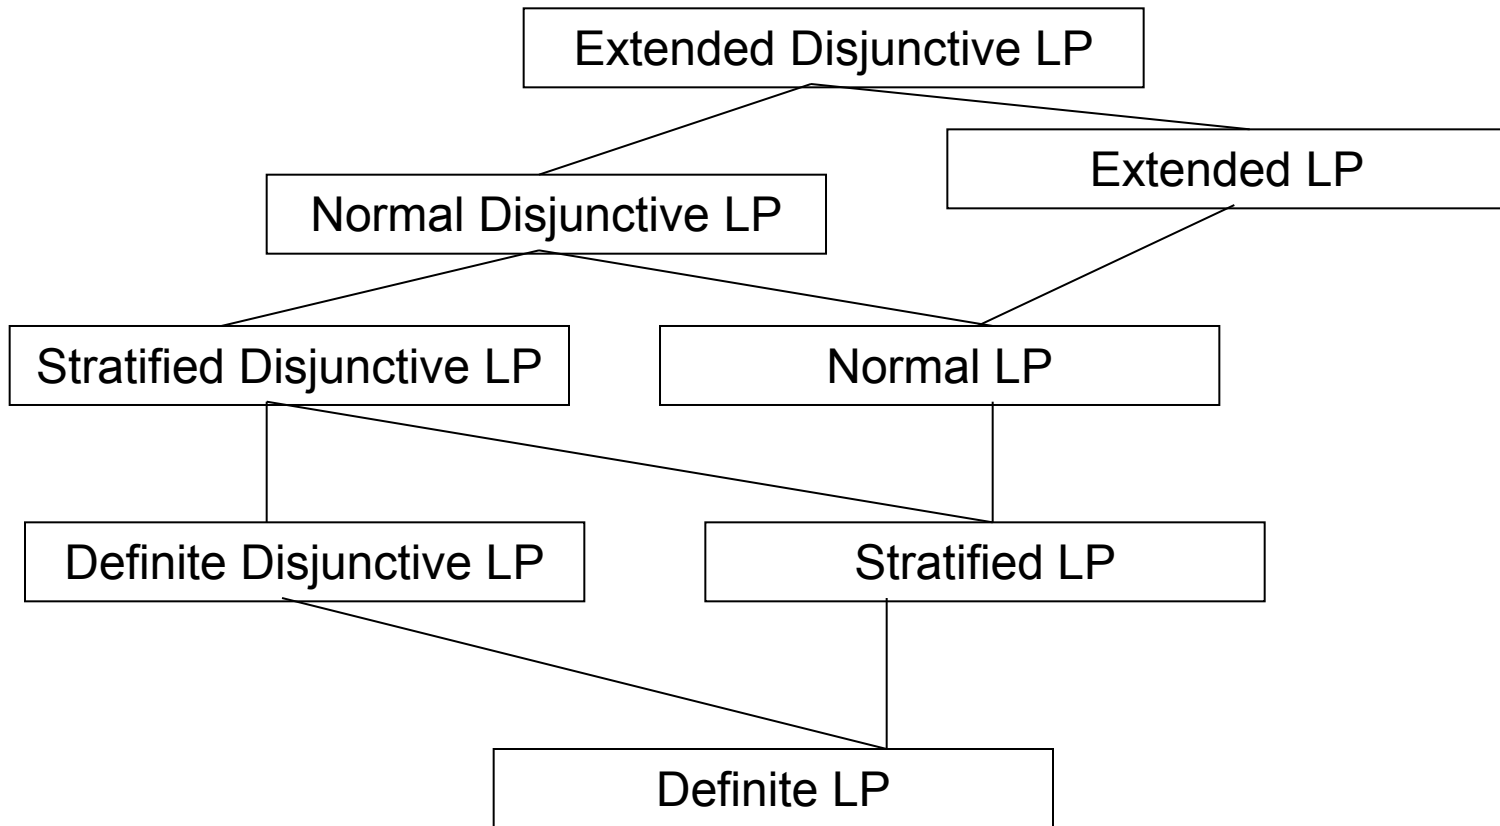 Extended Disjunctive LP
Extended LP
Normal Disjunctive LP
Stratified Disjunctive LP
Normal LP
Definite Disjunctive LP
Stratified LP
Definite LP